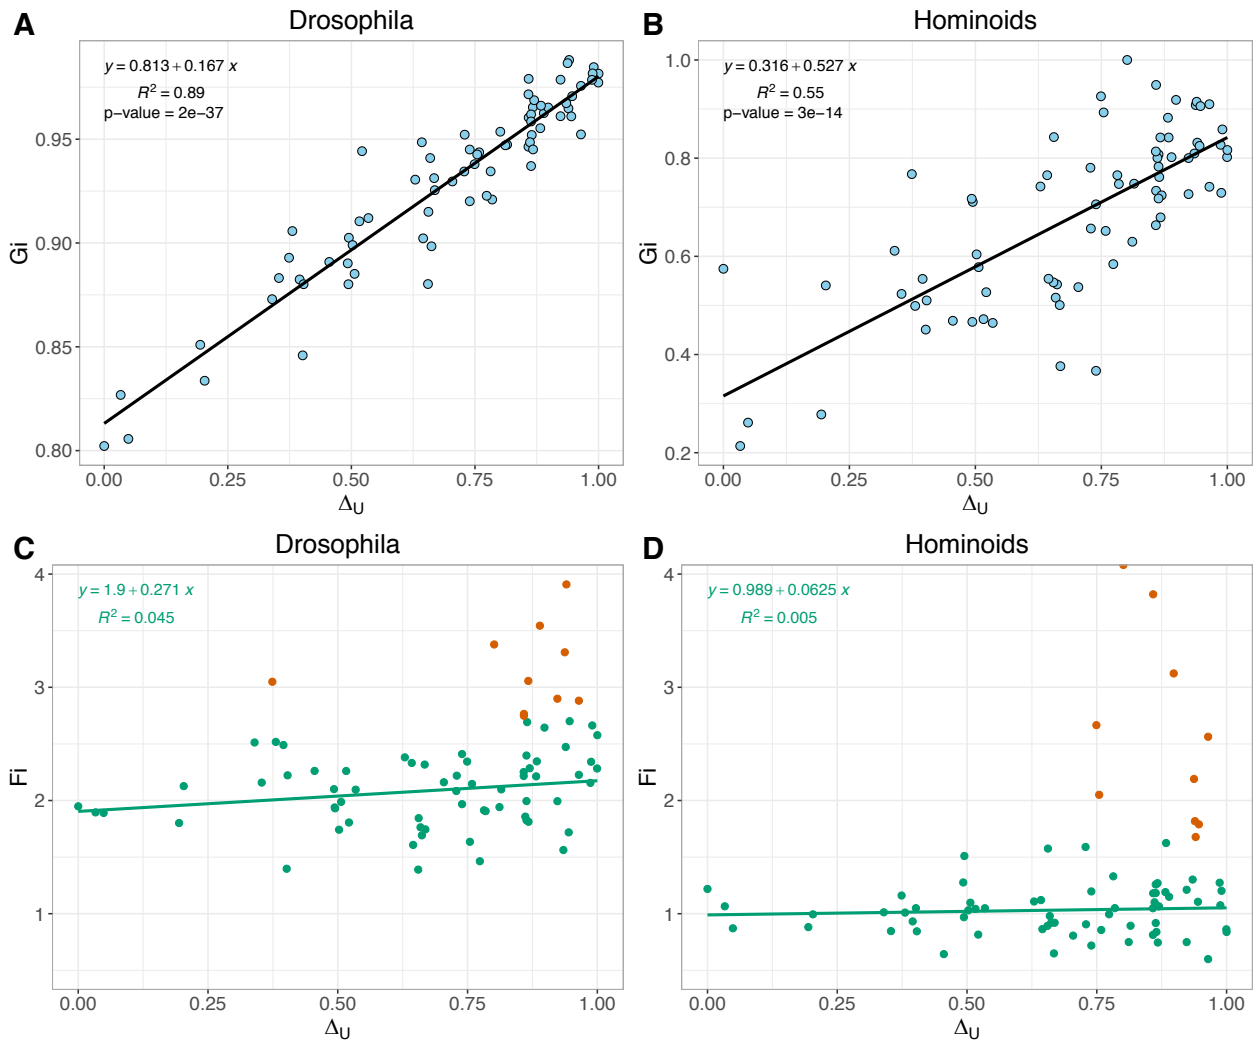 A
Drosophila
y = 0.813 + 0.167 x
R² = 0.89
p-value = 2e-37
0.95
0.90
0.85
0.80
Gi
0.00 0.25 0.50 0.75 1.00
Δ_U
B
Hominoids
y = 0.316 + 0.527 x
R² = 0.55
p-value = 3e-14
1.0
0.8
0.6
0.4
0.2
Gi
0.00 0.25 0.50 0.75 1.00
Δ_U
C
Drosophila
y = 1.9 + 0.271 x
R² = 0.045
4
3
2
1
Fi
0.00 0.25 0.50 0.75 1.00
Δ_U
D
Hominoids
y = 0.989 + 0.0625 x
R² = 0.005
4
3
2
1
Fi
0.00 0.25 0.50 0.75 1.00
Δ_U